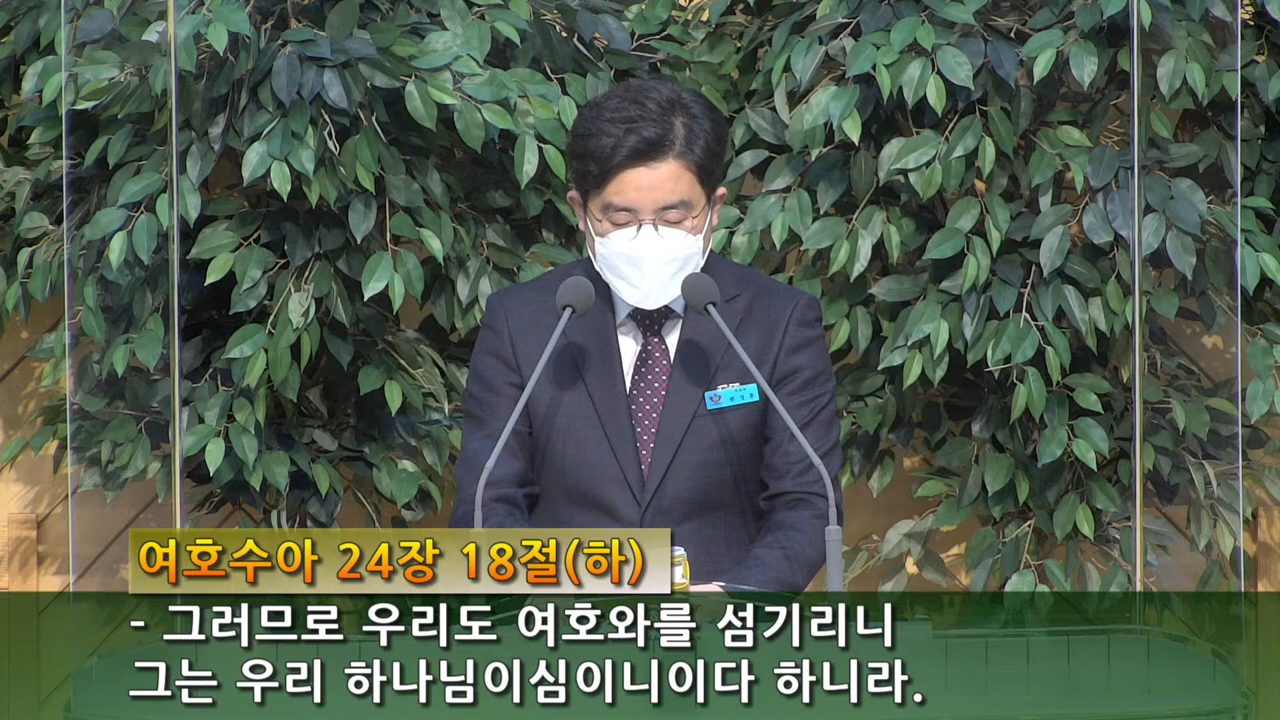 여호수아 24장 18절(하)
- 그러므로 우리도 여호와를 섬기리니
그는 우리 하나님이심이니이다 하니라.